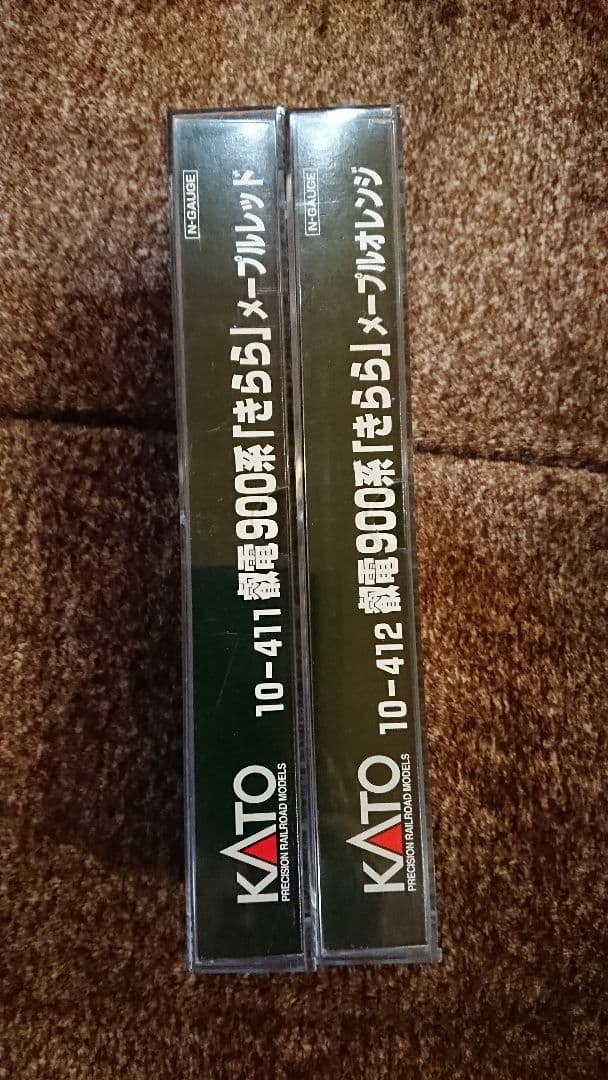 KATO
PRECISION RAILROAD MODELS
10-411 叡電900系「きらら」メープルレッド
N-GAUGE
KATO
PRECISION RAILROAD MODELS
10-412 叡電900系「きらら」メープルオレンジ
N-GAUGE